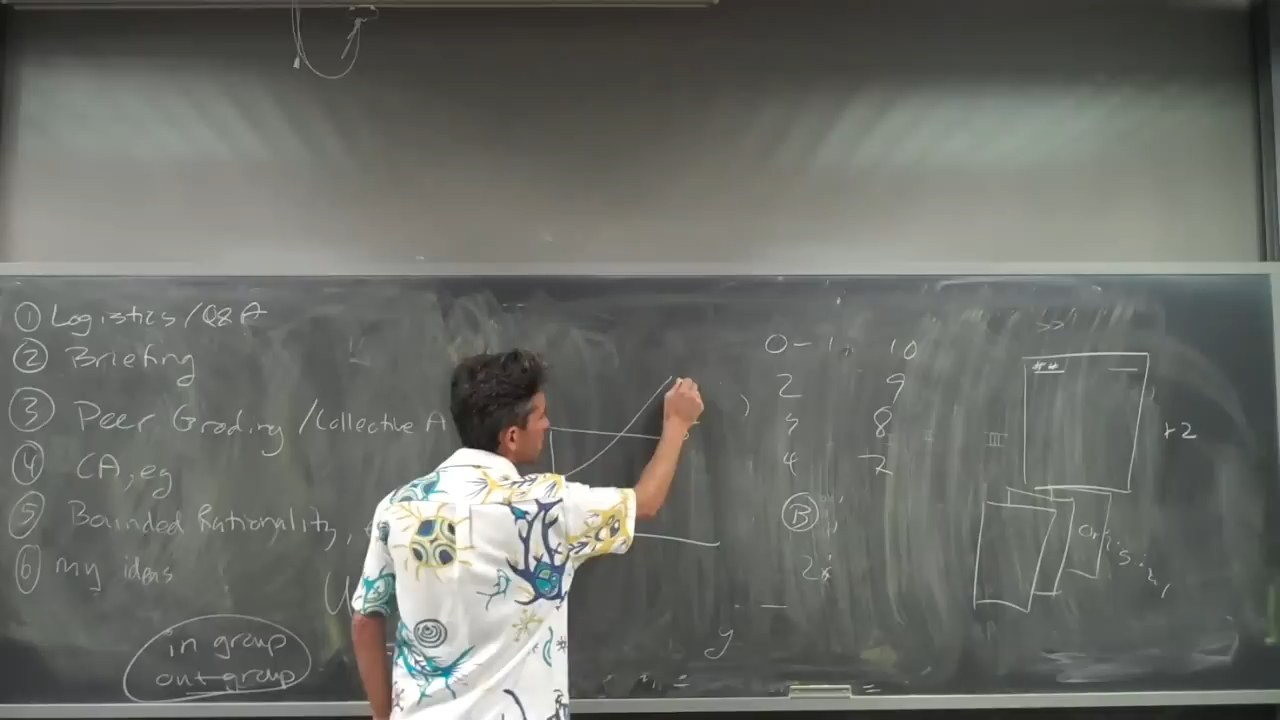 ① Logistics/Q&A
② Briefing
③ Peer Grading/Collective A
④ CA, eg
⑤ Bounded Rationality,
⑥ my ideas
in group
out-group
0-1 10
2 9
8
4 7
Ⓑ
2
y
+2